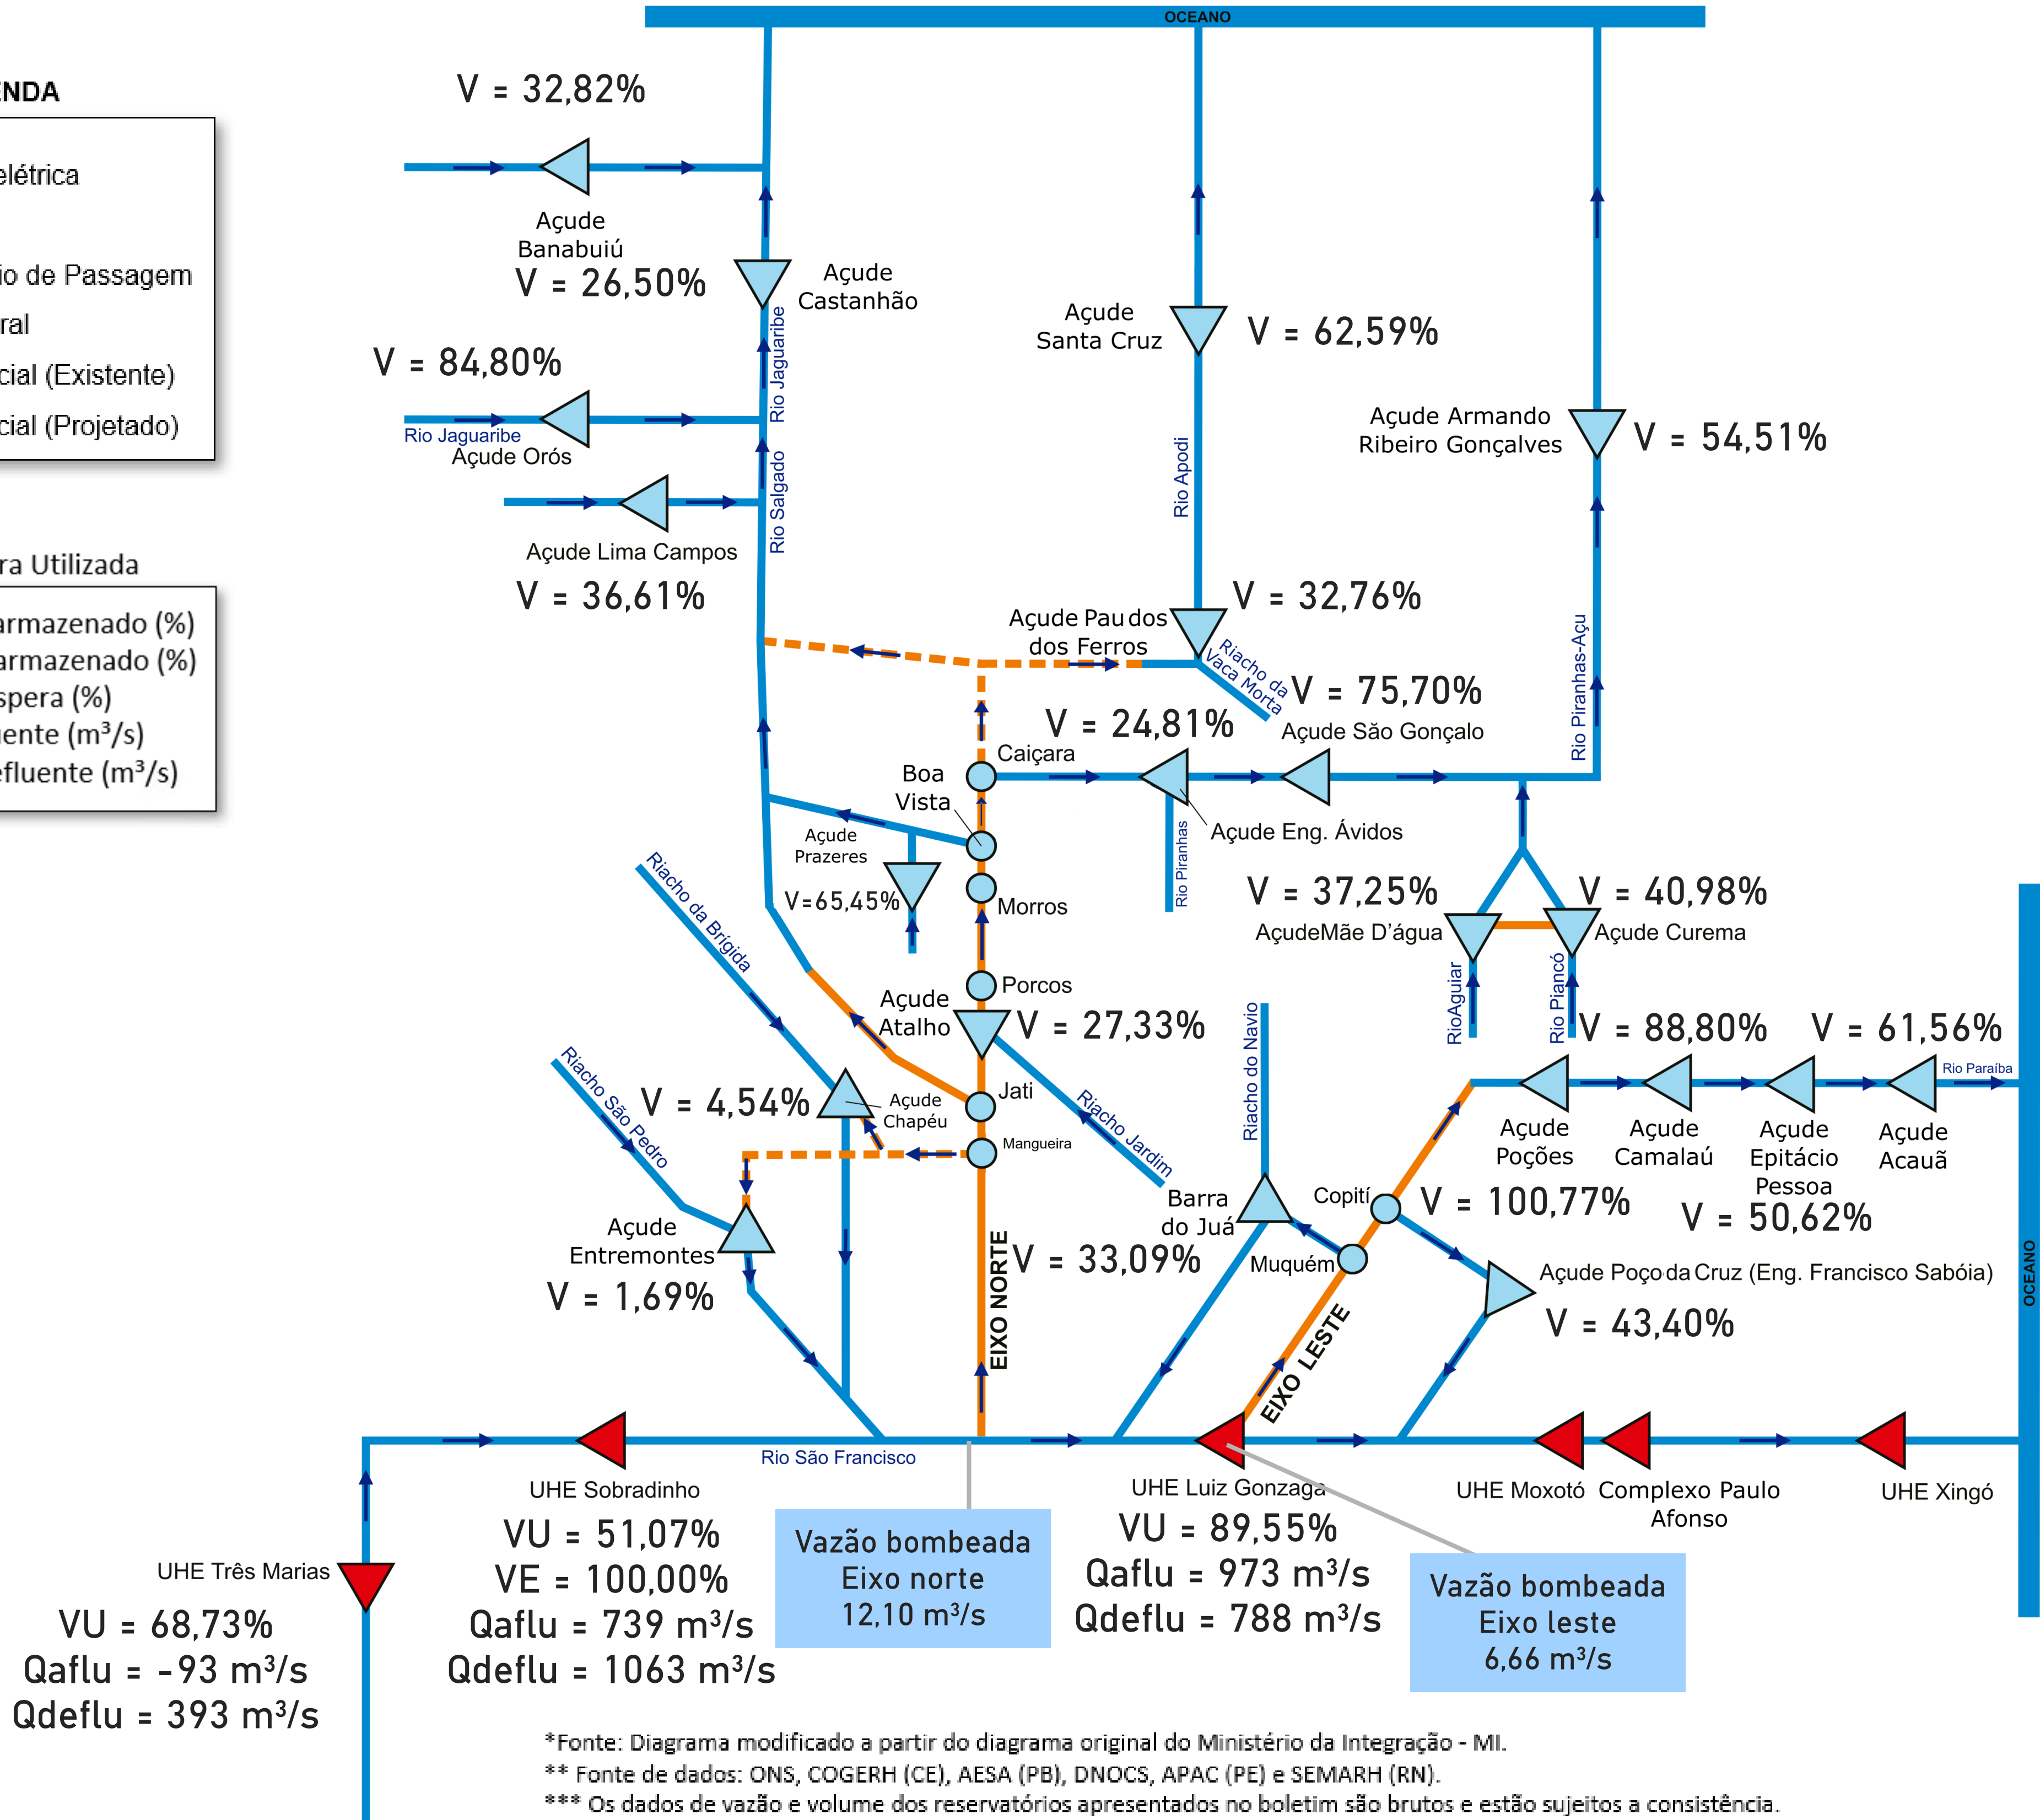 OCEANO
ENDA
elétrica
io de Passagem
ral
cial (Existente)
cial (Projetado)
ra Utilizada
armazenado (%)
armazenado (%)
spera (%)
uente (m³/s)
efluente (m³/s)
V = 32,82%
Açude
Banabuiú
V = 26,50%
Açude
Castanhão
Rio Jaguaribe
V = 84,80%
Rio Jaguaribe
Açude Orós
Rio Salgado
Açude Lima Campos
V = 36,61%
Açude
Santa Cruz
V = 62,59%
Rio Apodi
Açude Armando
Ribeiro Gonçalves
V = 54,51%
Rio Piranhas-Açu
V = 32,76%
Açude Pau dos
dos Ferros
Riacho da
Vaca Morta
V = 75,70%
Açude São Gonçalo
V = 24,81%
Caiçara
Açude Eng. Ávidos
Rio Piranhas
Boa
Vista
Açude
Prazeres
V=65,45%
Morros
Riacho da Brígida
V = 37,25%
AçudeMãe D'água
V = 40,98%
Açude Curema
RioAguiar
Rio Piancó
Porcos
Açude
Atalho
V = 27,33%
Riacho Jardim
Riacho do Navio
V = 88,80%
V = 61,56%
Rio Paraíba
Riacho São Pedro
V = 4,54%
Açude
Chapéu
Jati
Mangueira
Açude
Poções
Açude
Camalaú
Açude
Epitácio
Pessoa
Açude
Acauã
V = 100,77%
V = 50,62%
Açude
Entremontes
V = 1,69%
EIXO NORTE
V = 33,09%
Barra
do Juá
Copití
Muquém
Açude Poço da Cruz (Eng. Francisco Sabóia)
V = 43,40%
EIXO LESTE
OCEANO
Rio São Francisco
UHE Sobradinho
VU = 51,07%
VE = 100,00%
Qaflu = 739 m³/s
Qdeflu = 1063 m³/s
Vazão bombeada
Eixo norte
12,10 m³/s
UHE Luiz Gonzaga
VU = 89,55%
Qaflu = 973 m³/s
Qdeflu = 788 m³/s
Vazão bombeada
Eixo leste
6,66 m³/s
UHE Moxotó
Complexo Paulo
Afonso
UHE Xingó
UHE Três Marias
VU = 68,73%
Qaflu = -93 m³/s
Qdeflu = 393 m³/s
*Fonte: Diagrama modificado a partir do diagrama original do Ministério da Integração - MI.
** Fonte de dados: ONS, COGERH (CE), AESA (PB), DNOCS, APAC (PE) e SEMARH (RN).
*** Os dados de vazão e volume dos reservatórios apresentados no boletim são brutos e estão sujeitos a consistência.